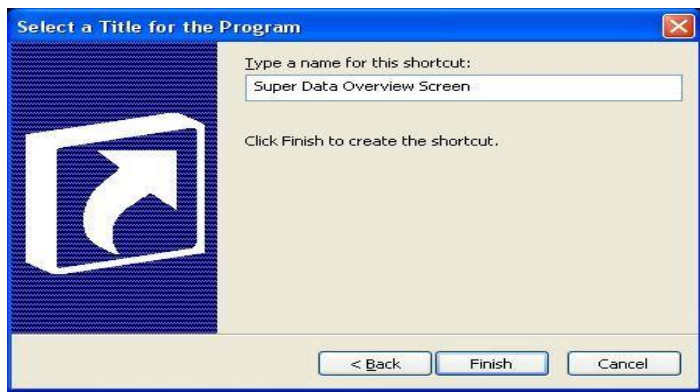 Select a Title for the Program
Type a name for this shortcut:
Super Data Overview Screen
Click Finish to create the shortcut.
< Back Finish Cancel